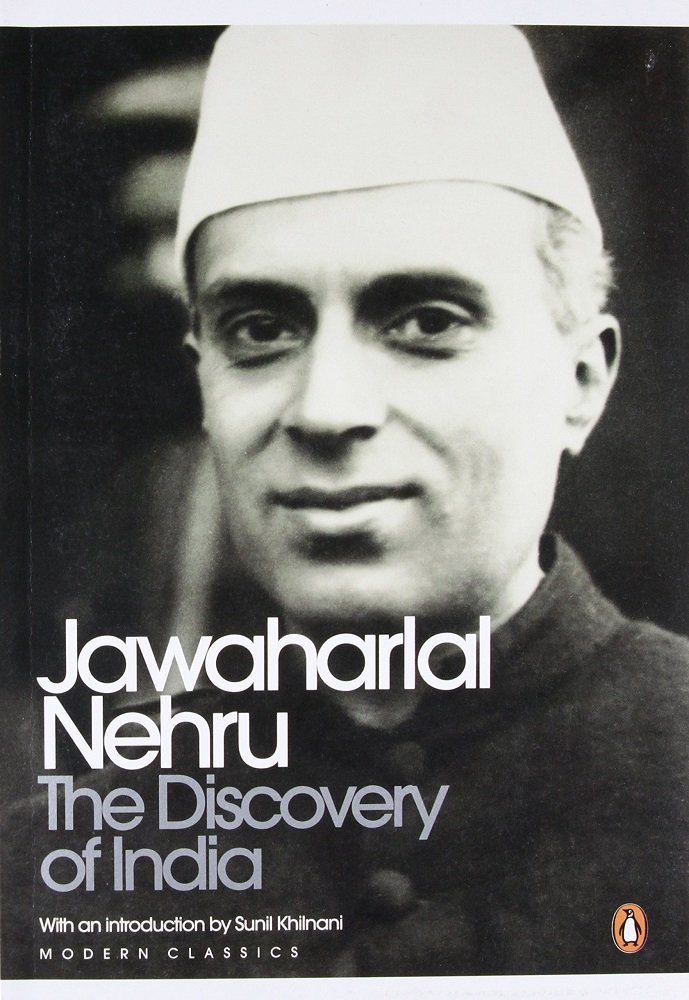 Jawaharlal
Nehru
The Discovery
of India
With an introduction by Sunil Khilnani
MODERN CLASSICS